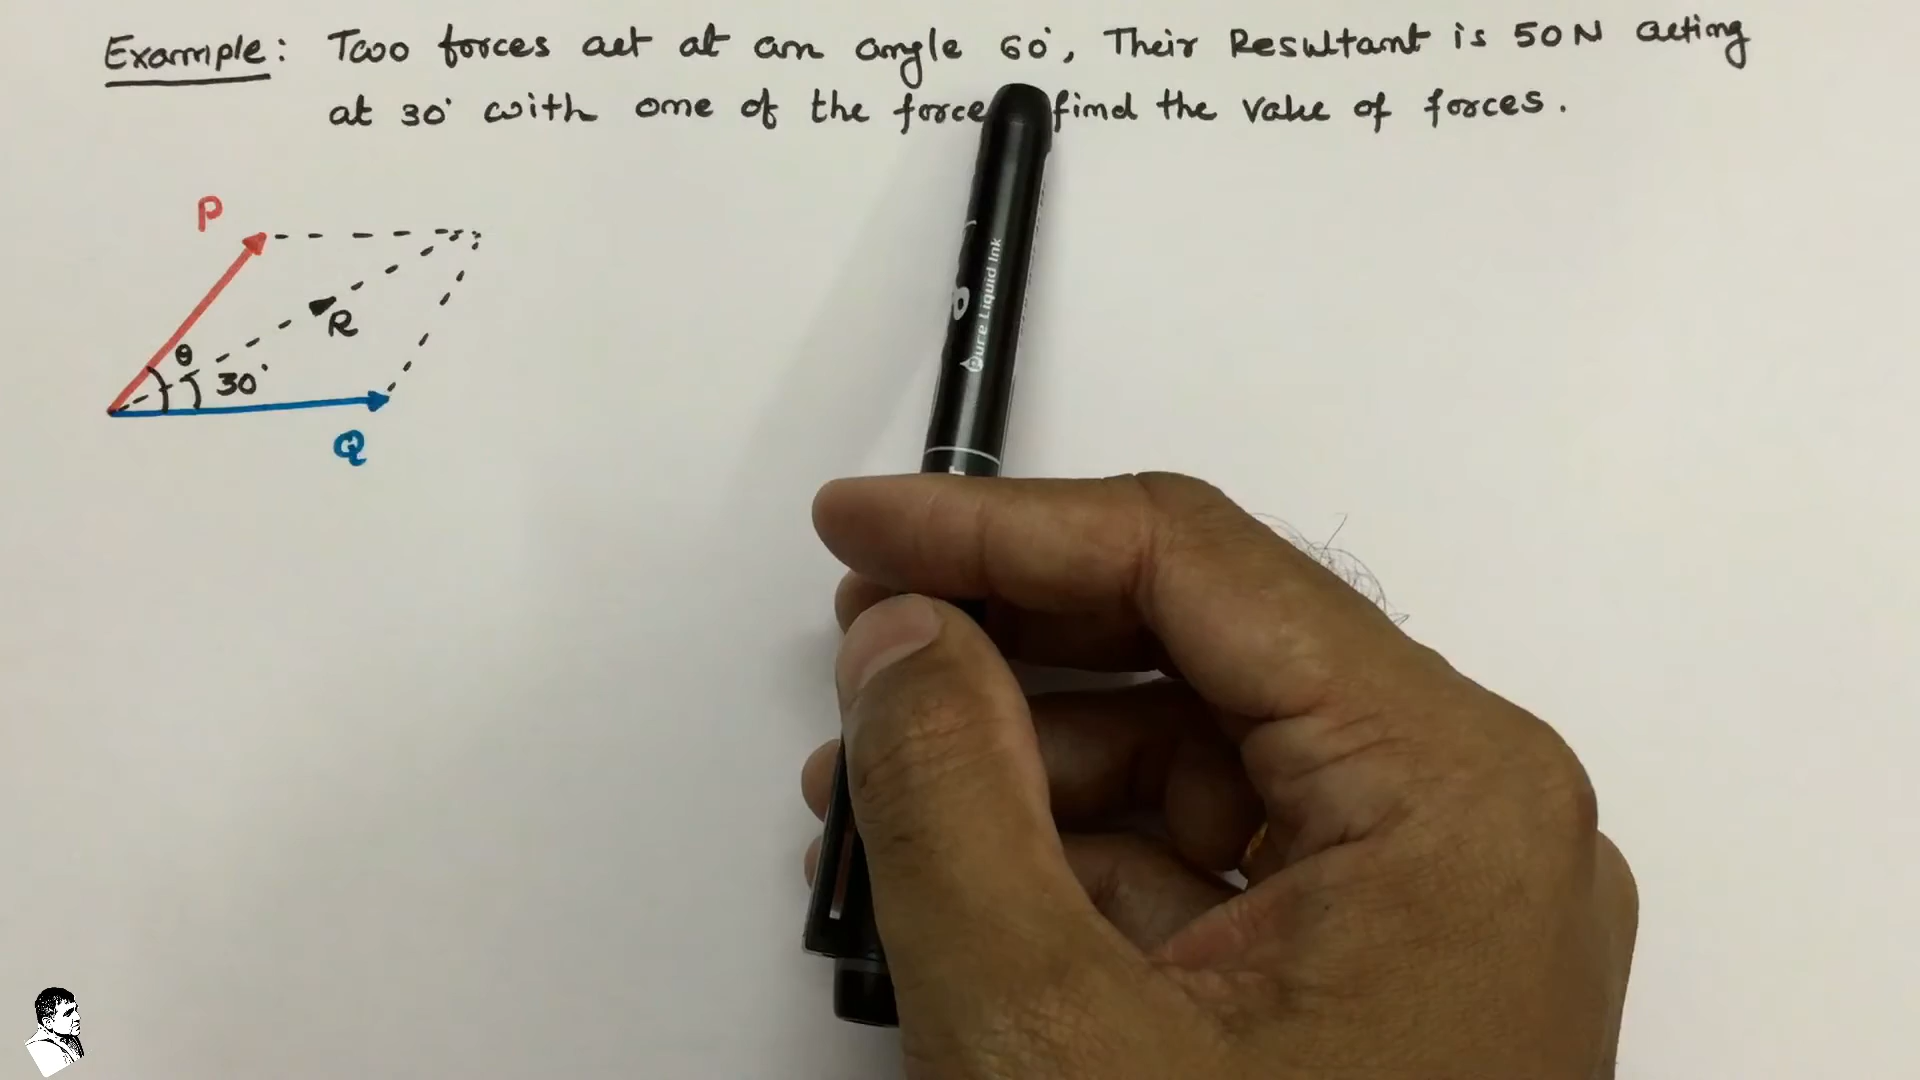 Example: Two forces act at an angle 60°, Their Resultant is 50N acting
at 30° with one of the force find the value of forces.
P
R
θ
30°
Q
Pure Liquid Ink